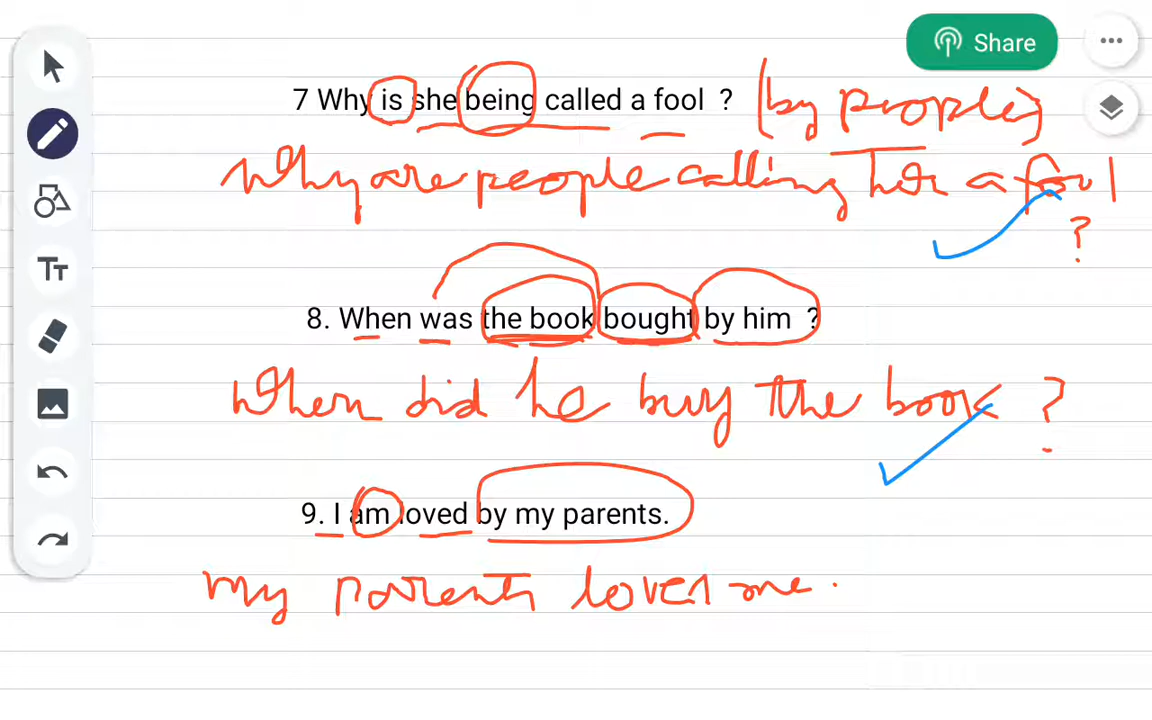 Share
7 Why is she being called a fool ? (by people)
Why are people calling her a fool
?
8. When was the book bought by him ?
When did he buy the book ?
9. I am loved by my parents.
my parents loved me.
TT